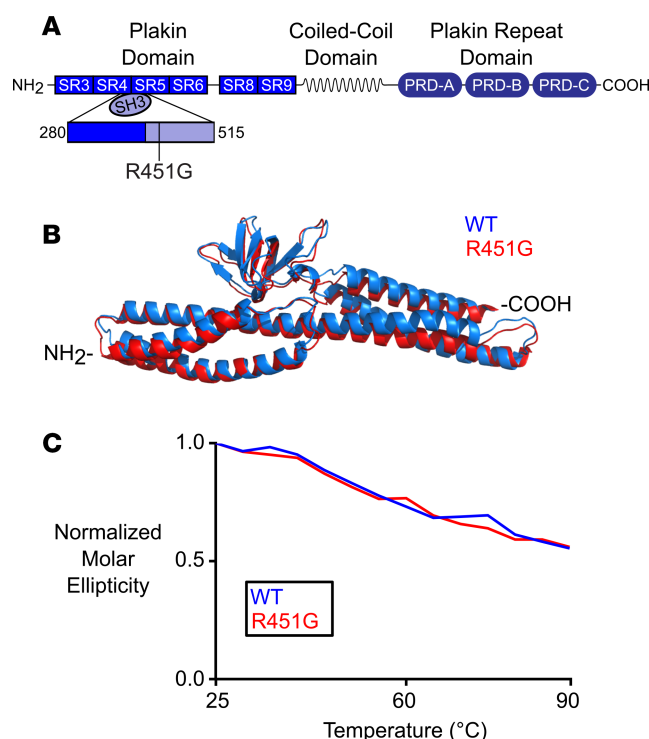 A
Plakin Domain
Coiled-Coil Domain
Plakin Repeat Domain
NH2
SR3 SR4 SR5 SR6 SR8 SR9 PRD-A PRD-B PRD-C
COOH
SH3
280
515
R451G
B
WT
R451G
-COOH
NH2-
C
1.0
Normalized
Molar
Ellipticity
0.5
WT
R451G
0.0
25 60 90
Temperature (°C)